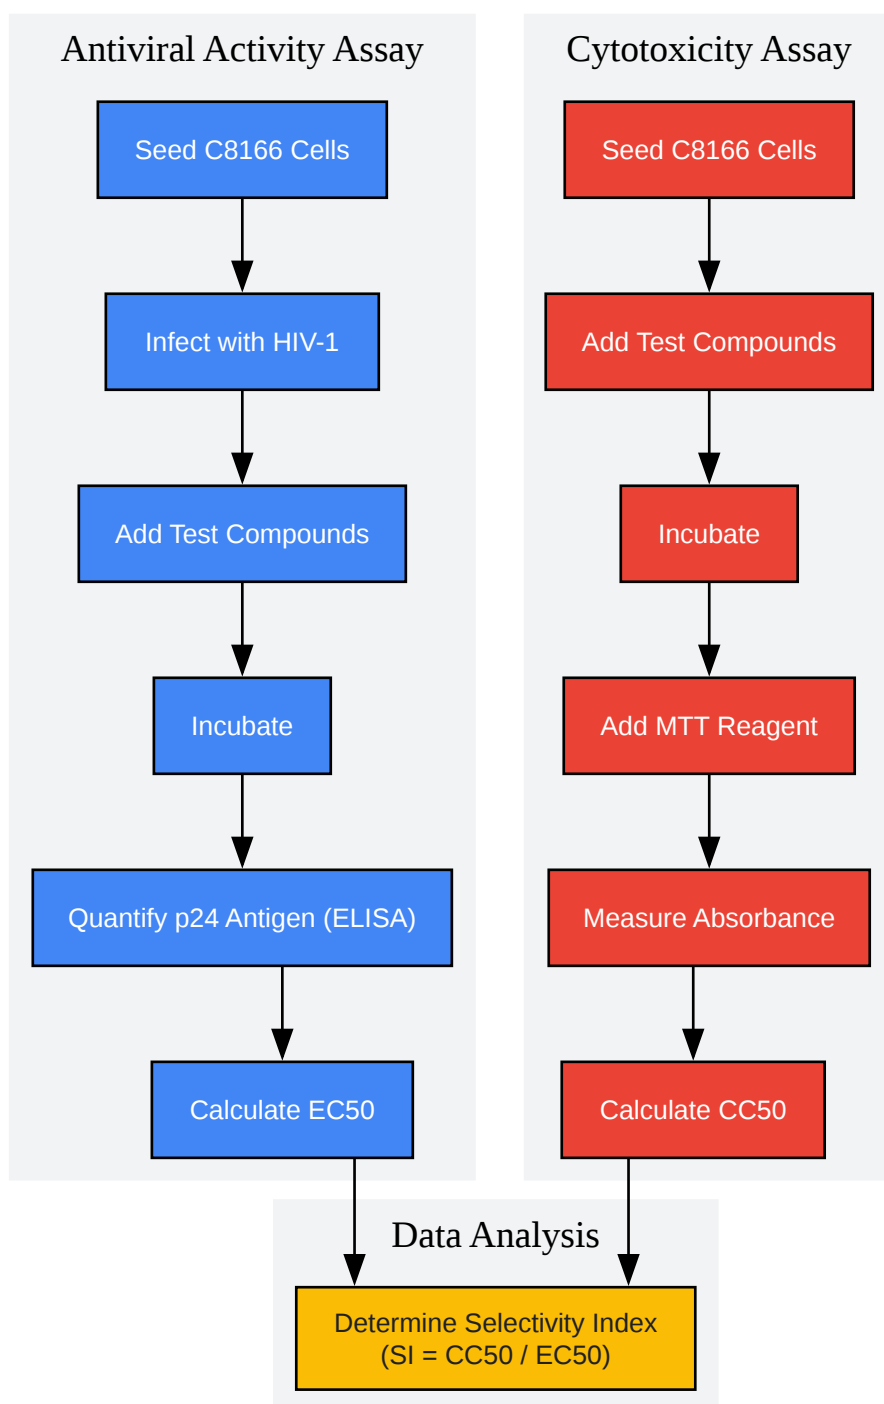 Antiviral Activity Assay
Seed C8166 Cells
Infect with HIV-1
Add Test Compounds
Incubate
Quantify p24 Antigen (ELISA)
Calculate EC50
Cytotoxicity Assay
Seed C8166 Cells
Add Test Compounds
Incubate
Add MTT Reagent
Measure Absorbance
Calculate CC50
Data Analysis
Determine Selectivity Index
(SI = CC50 / EC50)